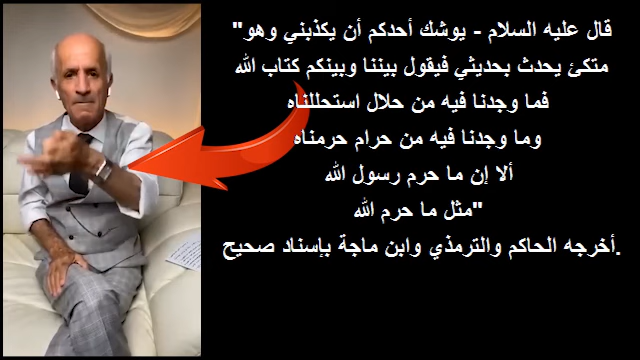 "قال عليه السلام - يوشك أحدكم أن يكذبني وهو
متكئ يحدث بحديثي فيقول بيننا وبينكم كتاب الله
فما وجدنا فيه من حلال استحللناه
وما وجدنا فيه من حرام حرمناه
ألا إن ما حرم رسول الله
مثل ما حرم الله"
أخرجه الحاكم والترمذي وابن ماجة بإسناد صحيح.